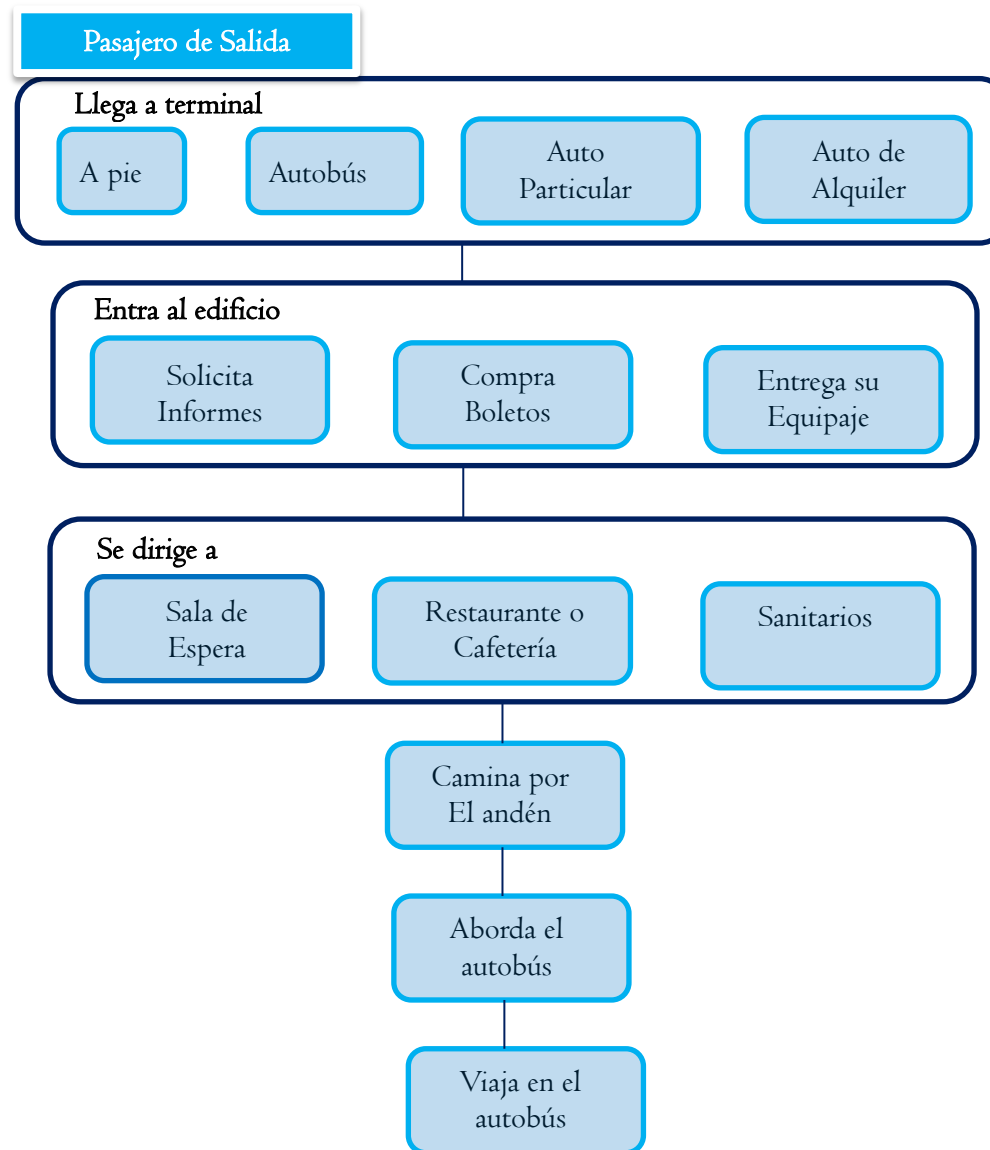 Pasajero de Salida
Llega a terminal
A pie
Autobús
Auto
Particular
Auto de
Alquiler
Entra al edificio
Solicita
Informes
Compra
Boletos
Entrega su
Equipaje
Se dirige a
Sala de
Espera
Restaurante o
Cafetería
Sanitarios
Camina por
El andén
Aborda el
autobús
Viaja en el
autobús